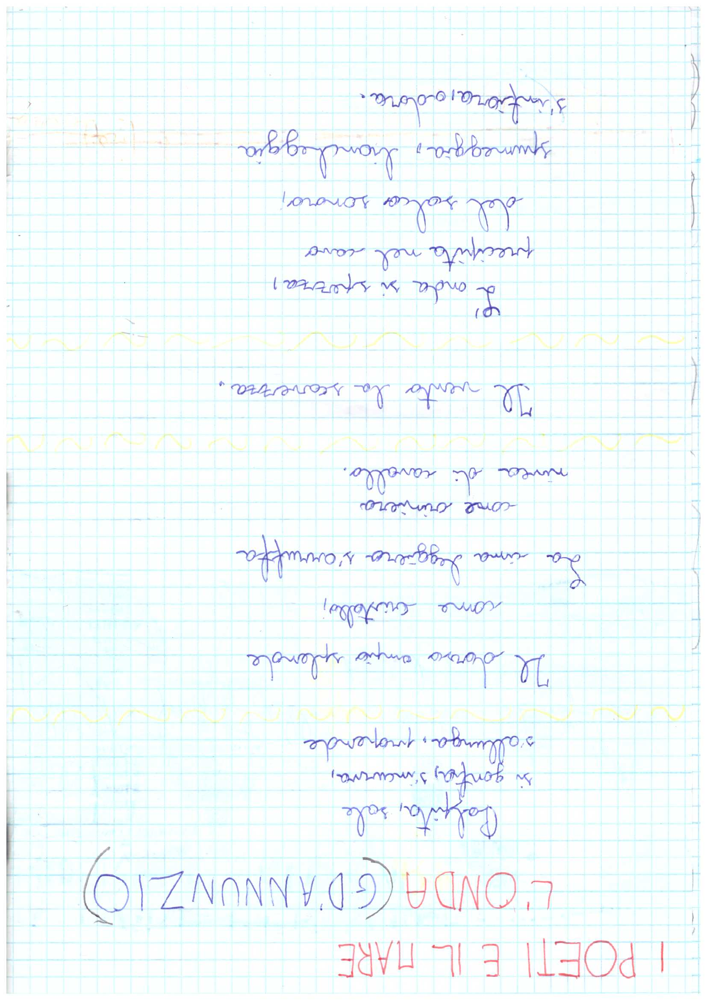 I POETI E IL MARE
L'ONDA (G D'ANNUNZIO)
Palpita, sale
si gonfia, s'incurva,
s'allunga, propende
Il dorso ampio splende
come cristallo;
La cima leggiera s'arruffa
come criniera
nivea di cavallo.
Il vento la scavezza.
L'onda si spezza,
precipita nel cavo
del solco sonoro;
spumeggia, biancheggia
s'infiora, odora.